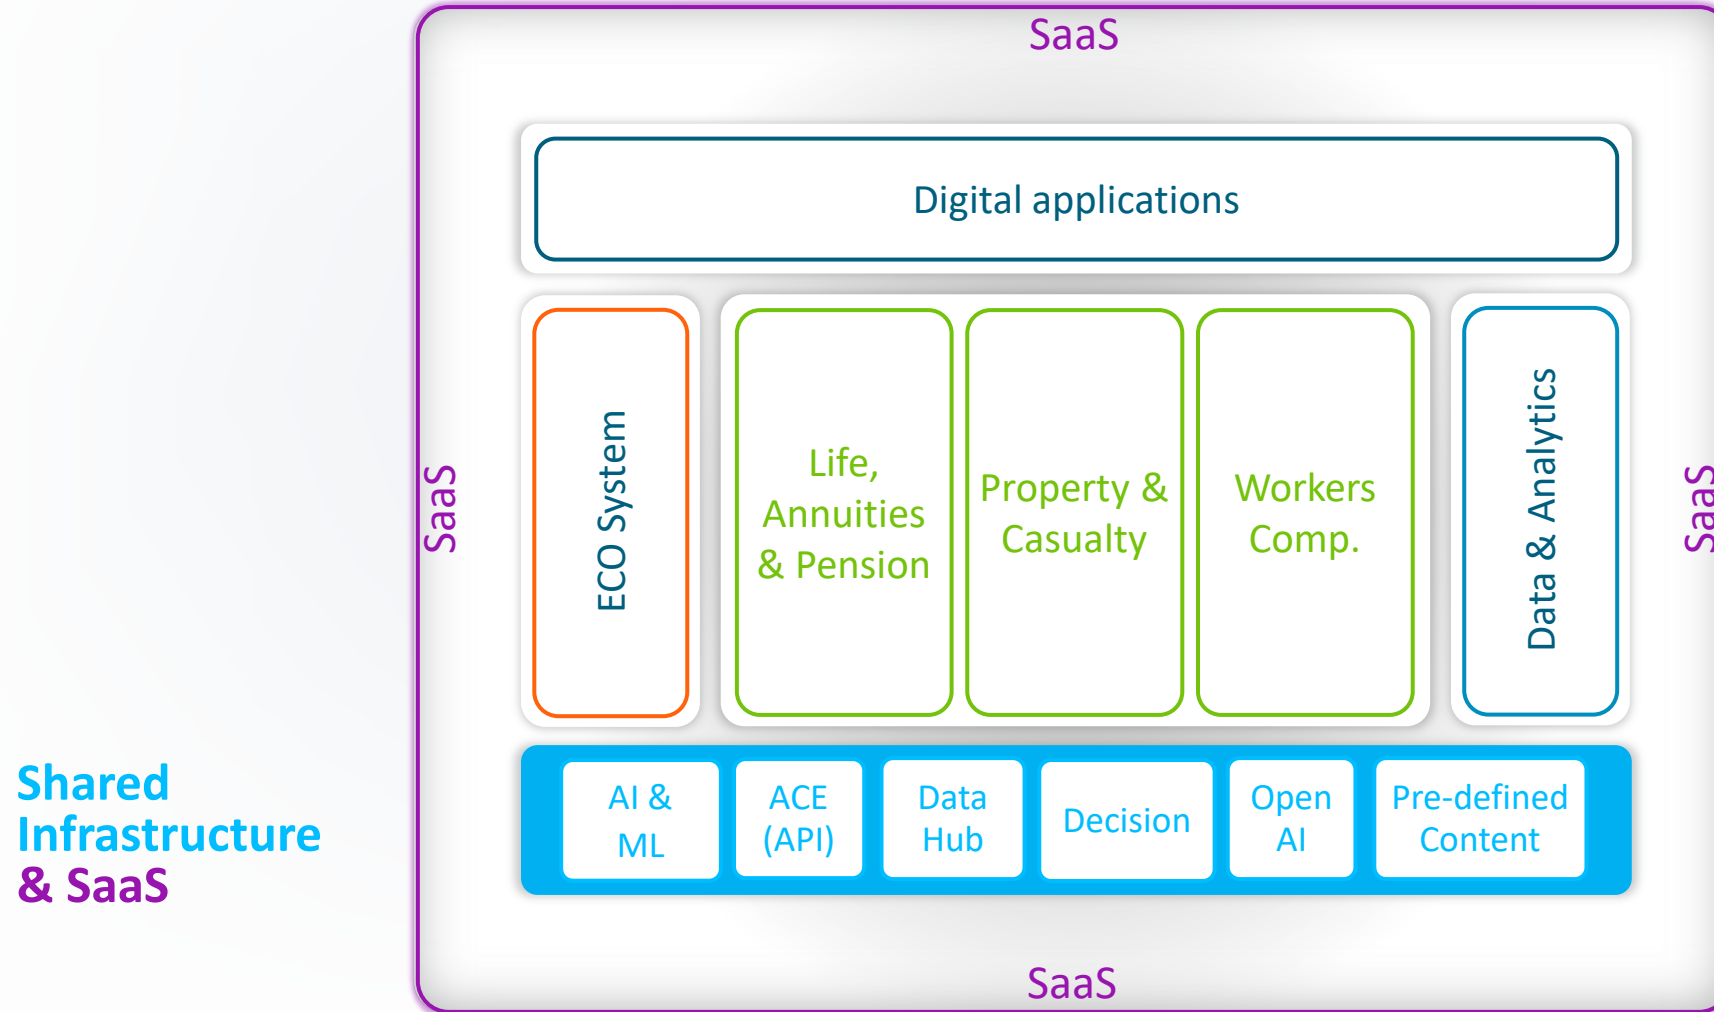 SaaS
Digital applications
SaaS
ECO System
Life,
Annuities
& Pension
Property &
Casualty
Workers
Comp.
Data & Analytics
SaaS
Shared
Infrastructure
& SaaS
AI &
ML
ACE
(API)
Data
Hub
Decision
Open
AI
Pre-defined
Content
SaaS